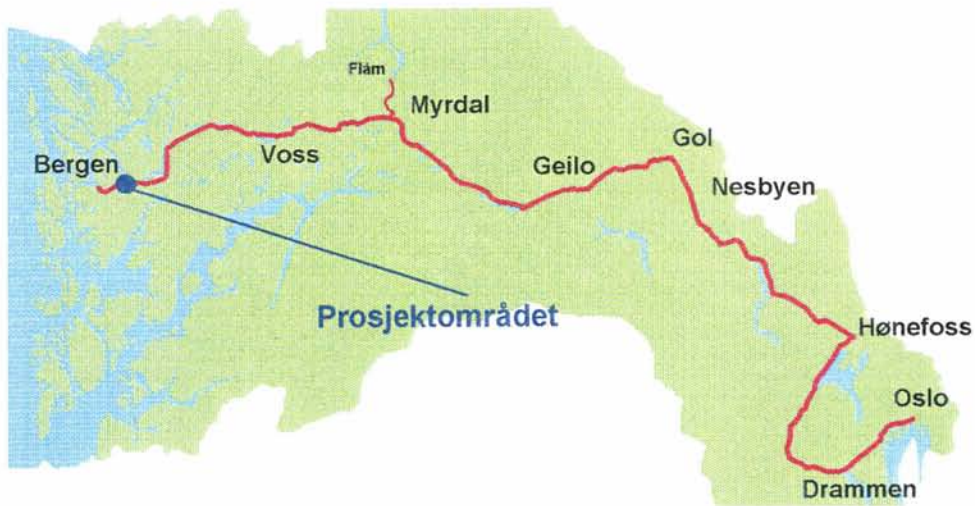 Flåm
Myrdal
Gol
Bergen
Voss
Geilo
Nesbyen
Prosjektområdet
Hønefoss
Oslo
Drammen